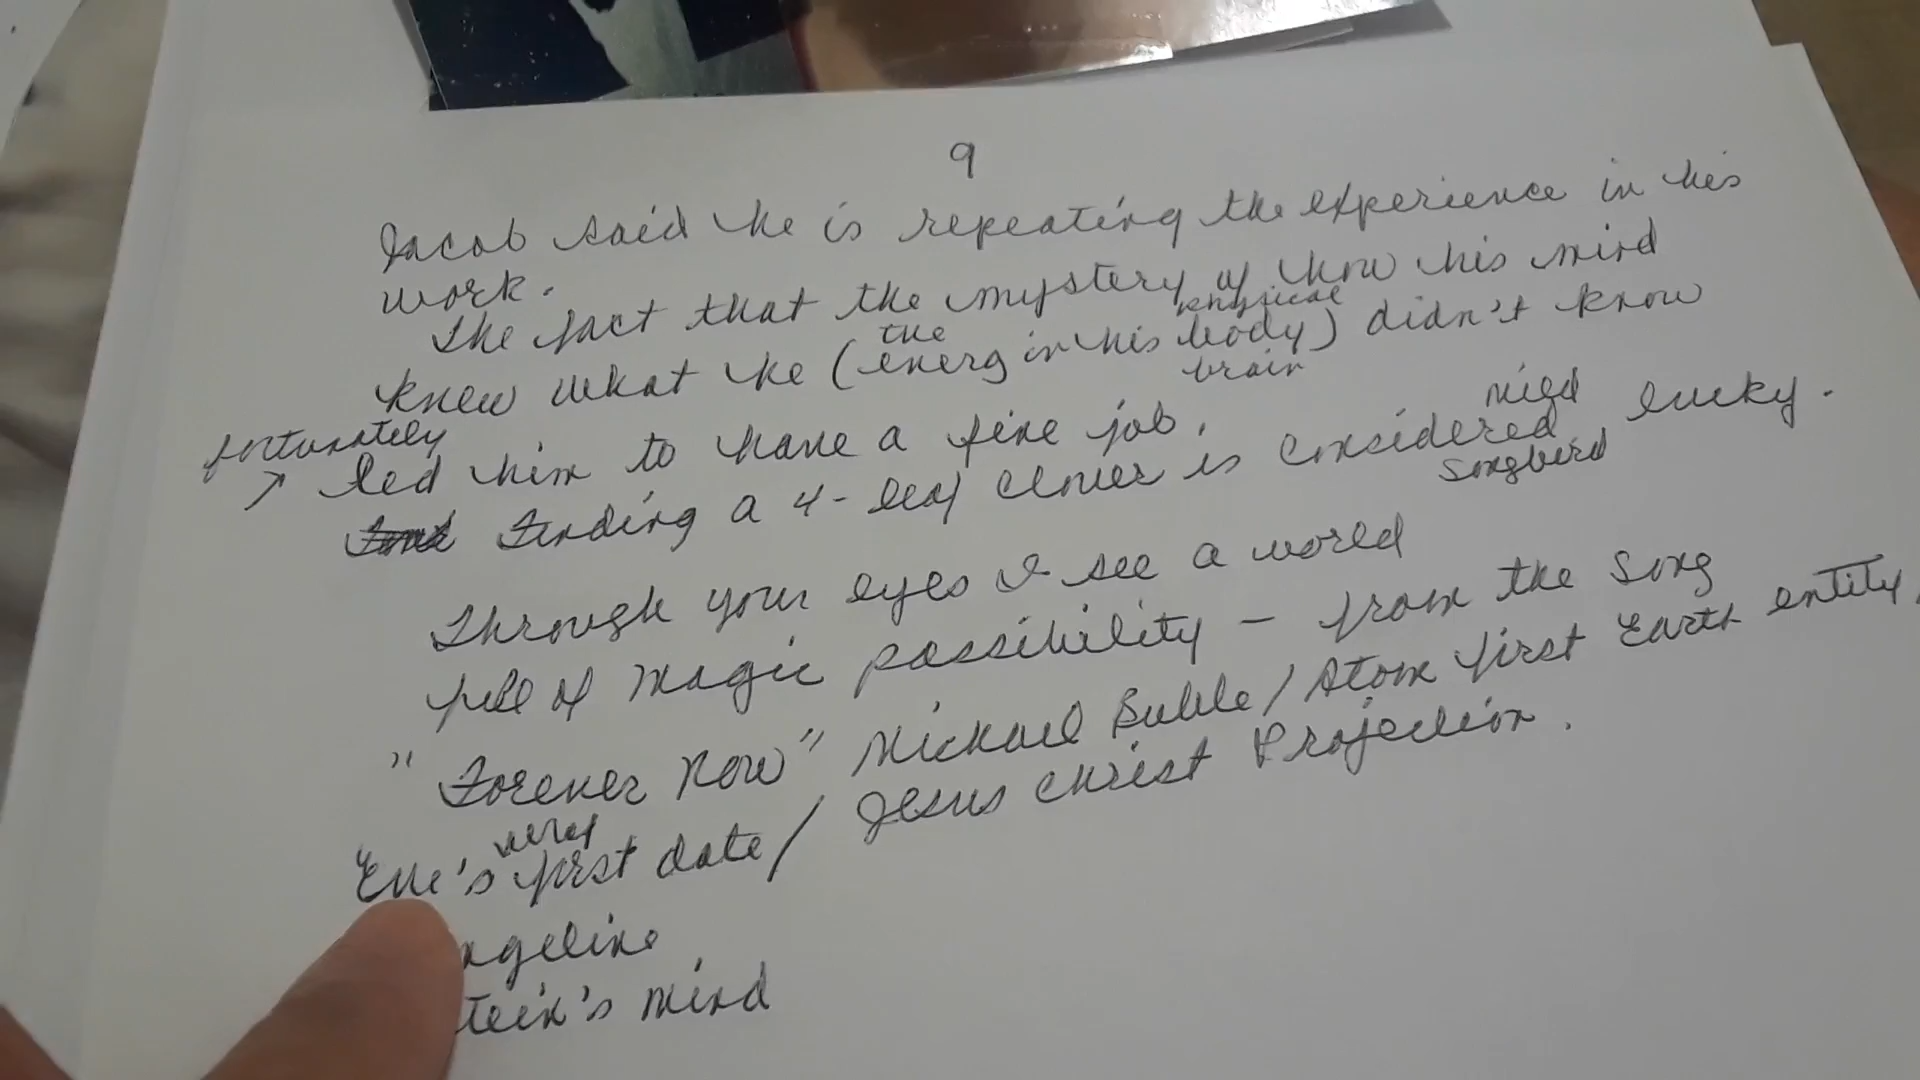 9
Jacob said he is repeating the experience in his
work.
The fact that the mystery of how his mind
the physical
knew what he (energ in his body) didn't know
brain
fortunately
→ led him to have a fine job.
mild
Finding a 4-leaf clover is considered lucky.
songbird
Through your eyes I see a world
full of magic possibility - from the song
"Forever Now" Michael Buble / Atom first Earth entity,
very
Eve's first date / Jesus Christ Projection.
ngeline
tein's mind